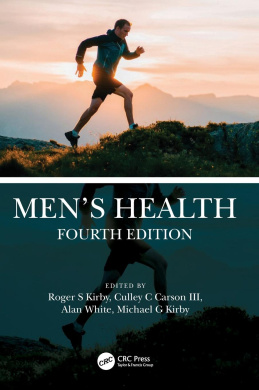 MEN'S HEALTH
FOURTH EDITION
EDITED BY
Roger S Kirby, Culley C Carson III,
Alan White, Michael G Kirby
CRC Press
Taylor & Francis Group